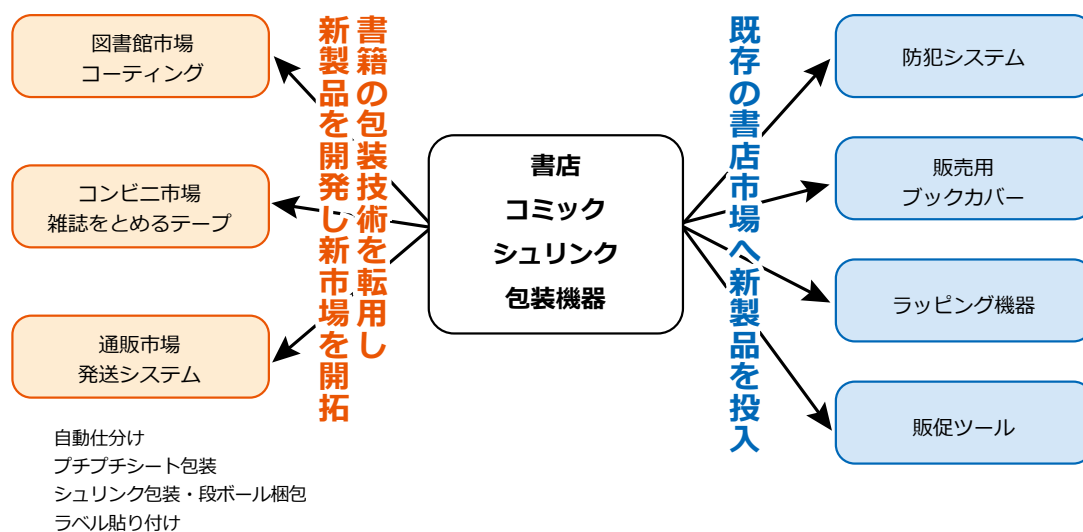 図書館市場
コーティング
コンビニ市場
雑誌をとめるテープ
通販市場
発送システム
自動仕分け
プチプチシート包装
シュリンク包装・段ボール梱包
ラベル貼り付け
書籍の包装技術を転用し
新製品を開発し新市場を開拓
書店
コミック
シュリンク
包装機器
既存の書店市場へ新製品を投入
防犯システム
販売用
ブックカバー
ラッピング機器
販促ツール